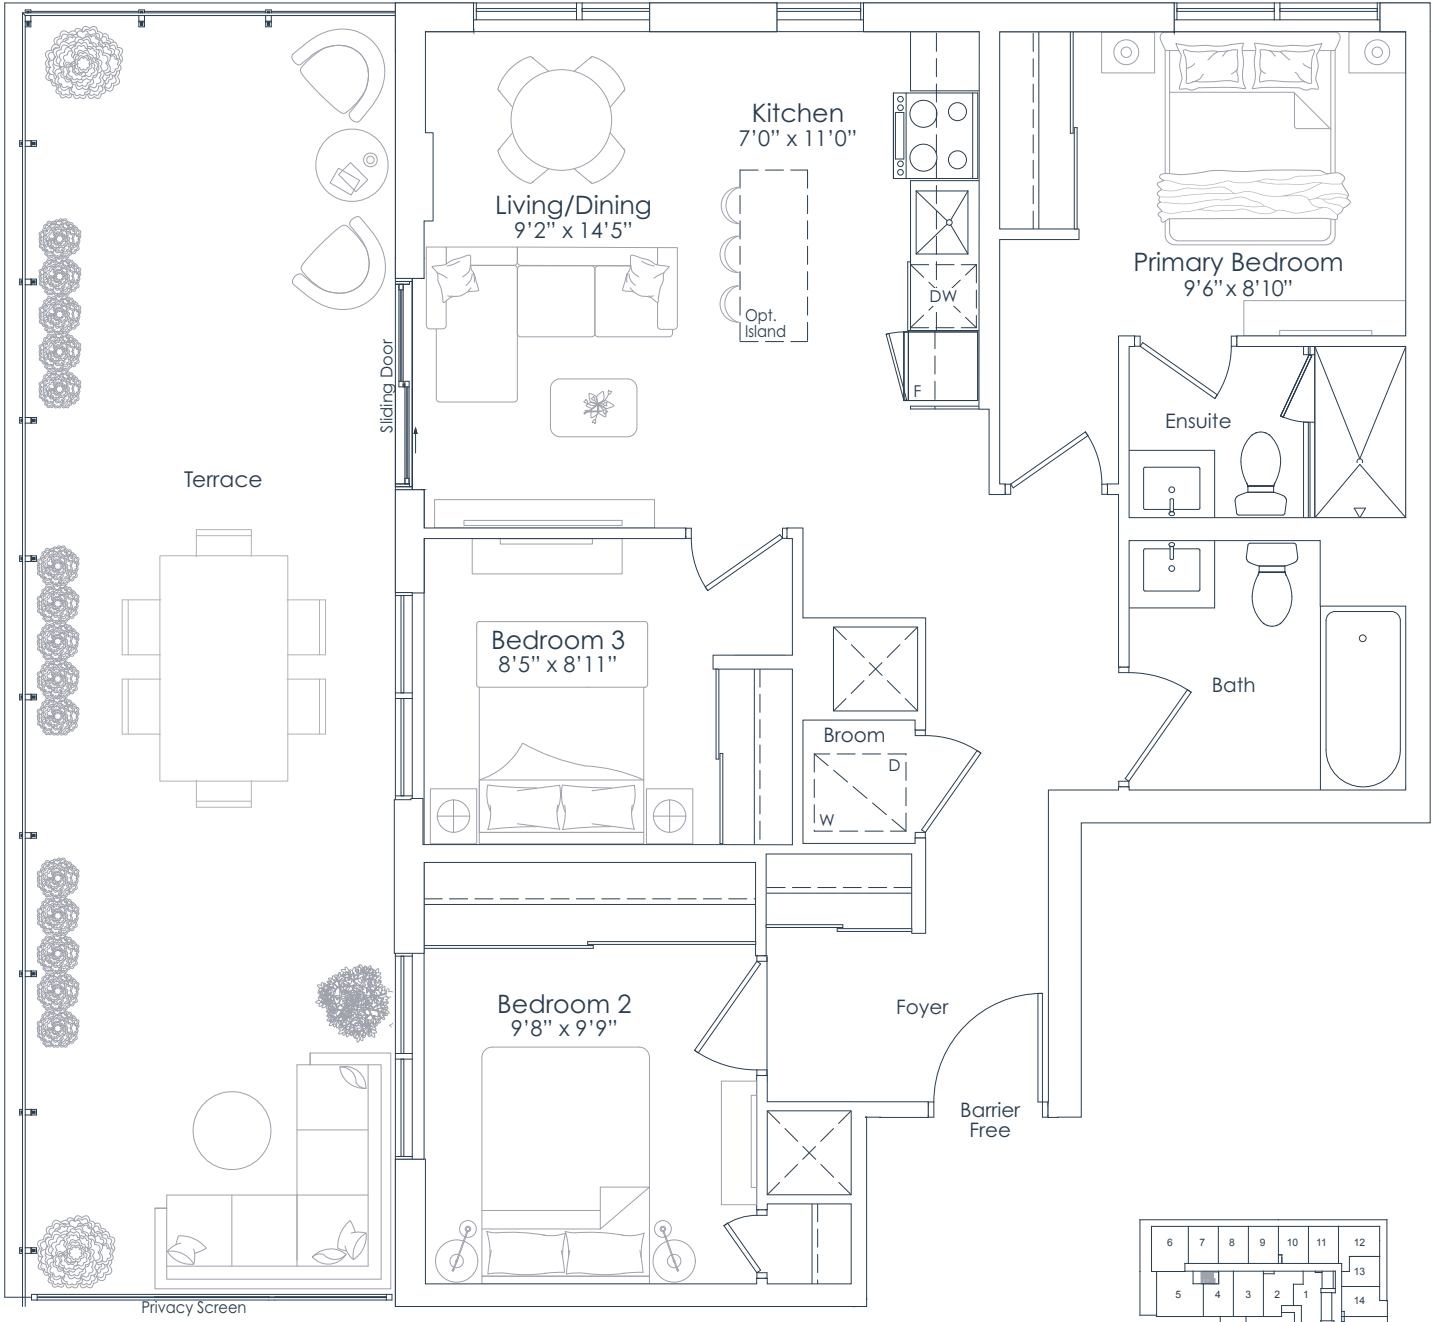 Kitchen
7’0” x 11’0”
Living/Dining
9’2” x 14’5”
Opt.
Island
DW
F
Primary Bedroom
9’6” x 8’10”
Ensuite
Sliding Door
Terrace
Bedroom 3
8’5” x 8’11”
Broom
D
W
Bath
Bedroom 2
9’8” x 9’9”
Foyer
Barrier
Free
Privacy Screen
6 7 8 9 10 11 12
13
5 4 3 2 1 14